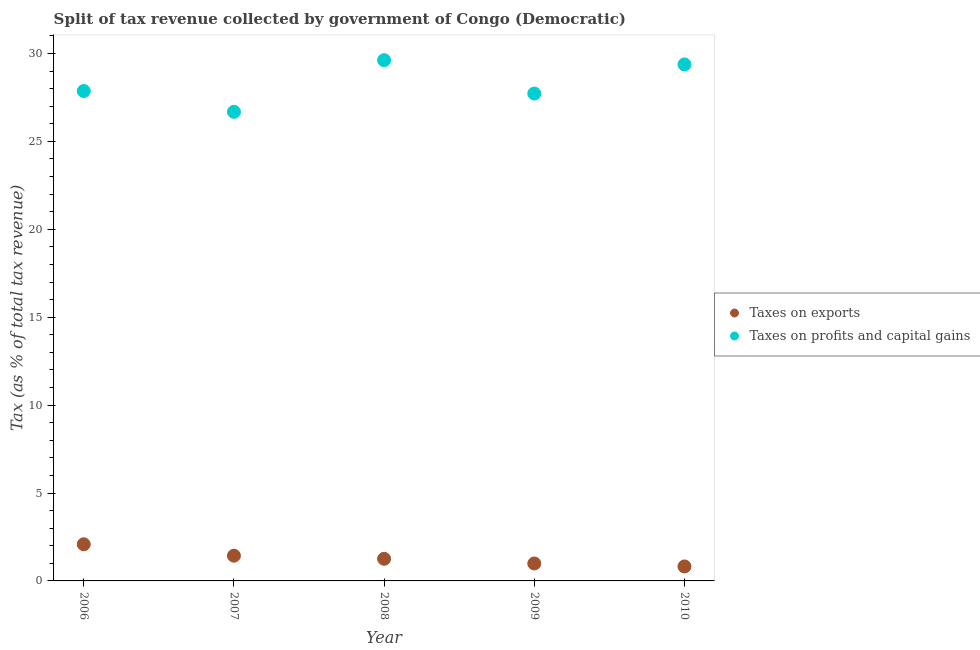 Split of tax revenue collected by government of Congo (Democratic)
Tax (as % of total tax revenue)
30
25
20
15
10
5
0
2006
2007
2008
2009
2010
Year
Taxes on exports
Taxes on profits and capital gains